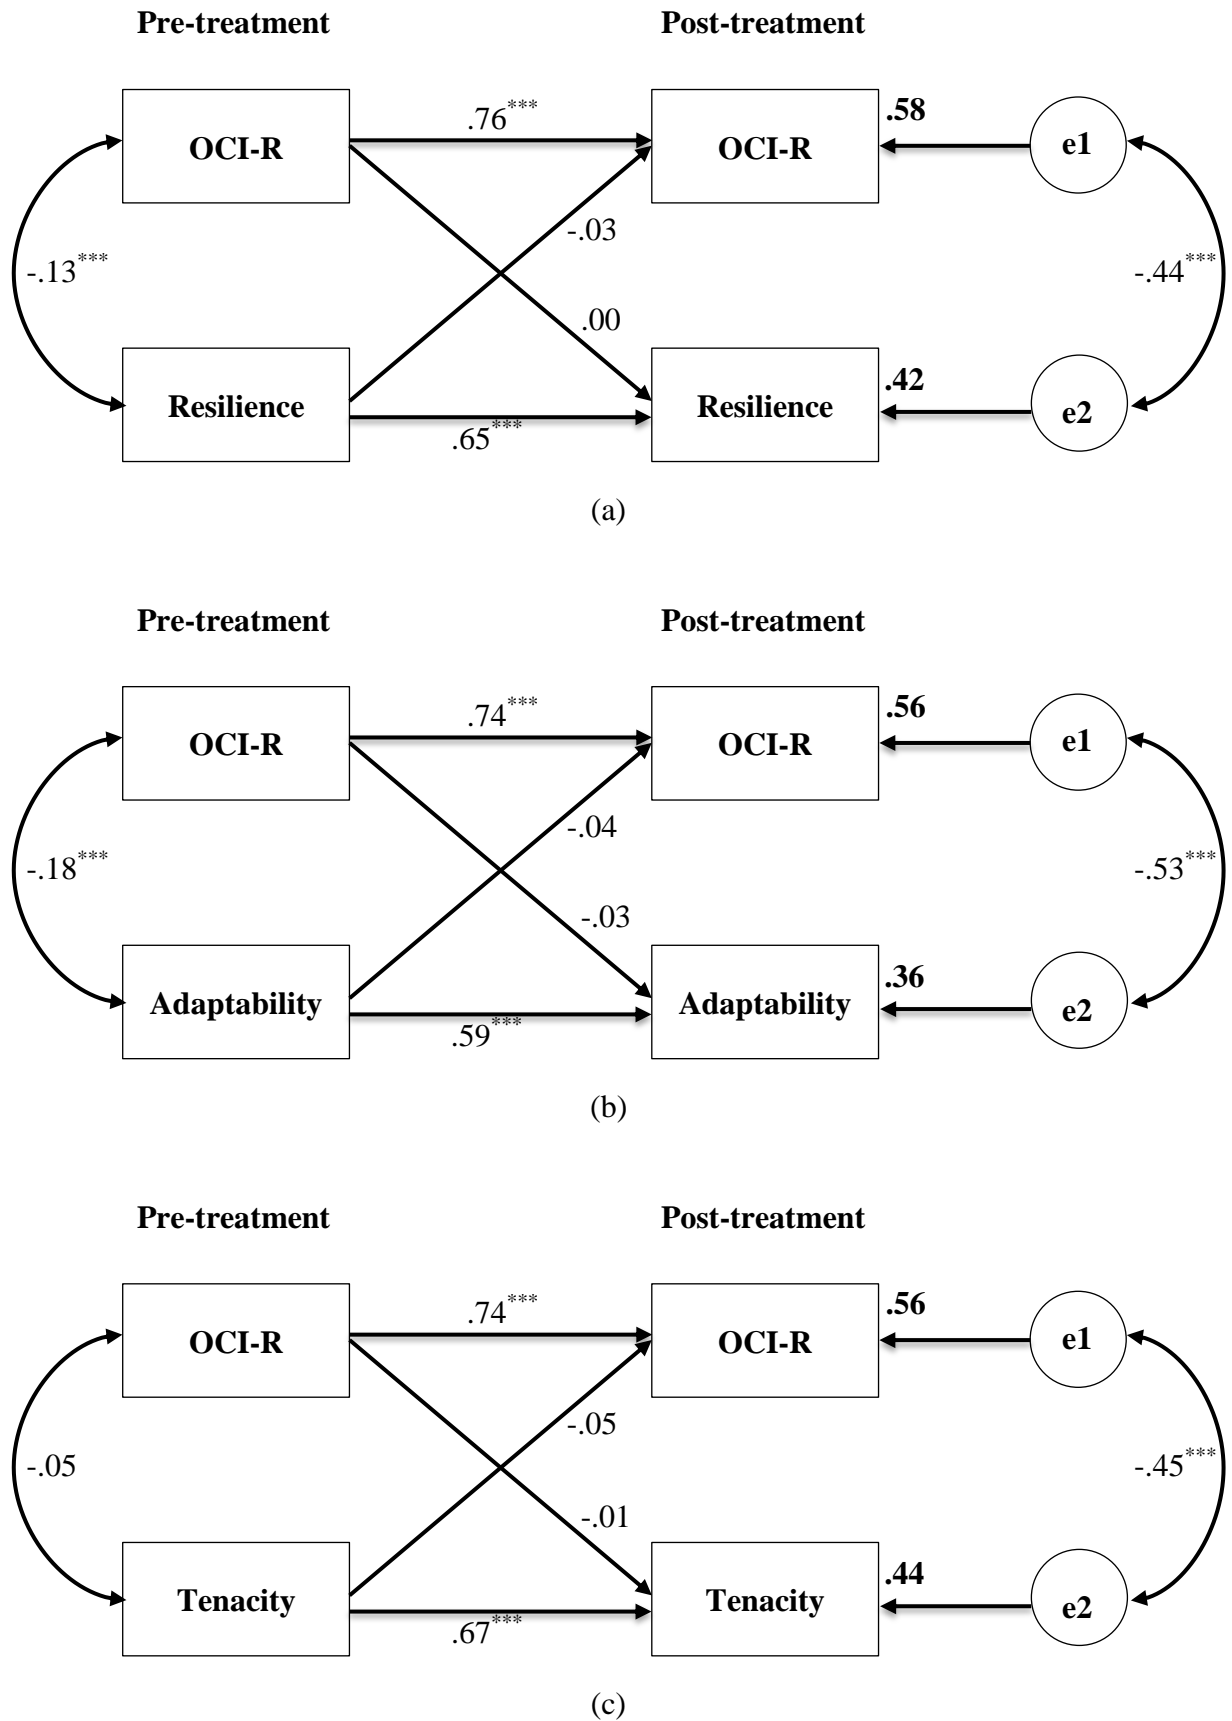 Pre-treatment Post-treatment
.58
.76***
OCI-R OCI-R e1
-.03
-.13*** -.44***
.00
.42
Resilience Resilience e2
.65***
(a)
Pre-treatment Post-treatment
.56
.74***
OCI-R OCI-R e1
-.04
-.18*** -.53***
-.03
.36
Adaptability Adaptability e2
.59***
(b)
Pre-treatment Post-treatment
.56
.74***
OCI-R OCI-R e1
-.05
-.05 -.45***
-.01
.44
Tenacity Tenacity e2
.67***
(c)